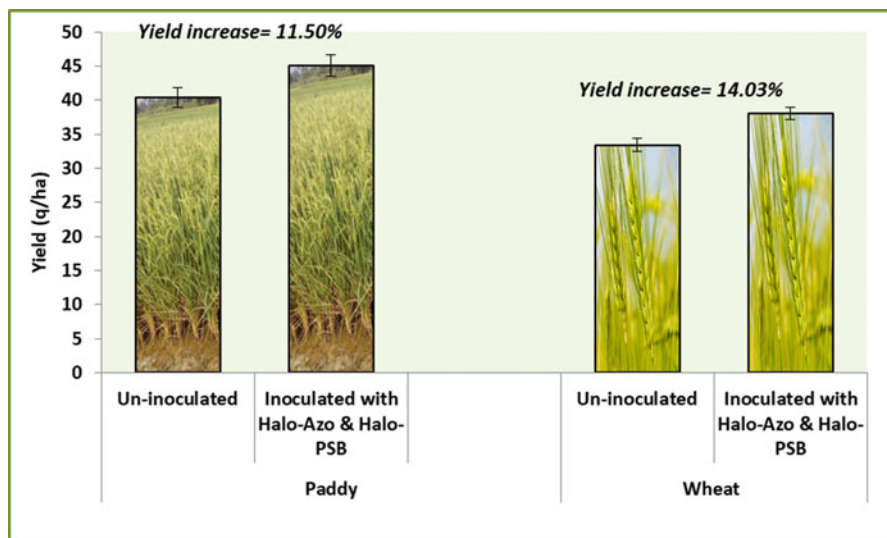 Yield increase= 11.50%
Yield increase= 14.03%
Yield (q/ha)
50
45
40
35
30
25
20
15
10
5
0
Un-inoculated
Inoculated with
Halo-Azo & Halo-
PSB
Un-inoculated
Inoculated with
Halo-Azo & Halo-
PSB
Paddy
Wheat